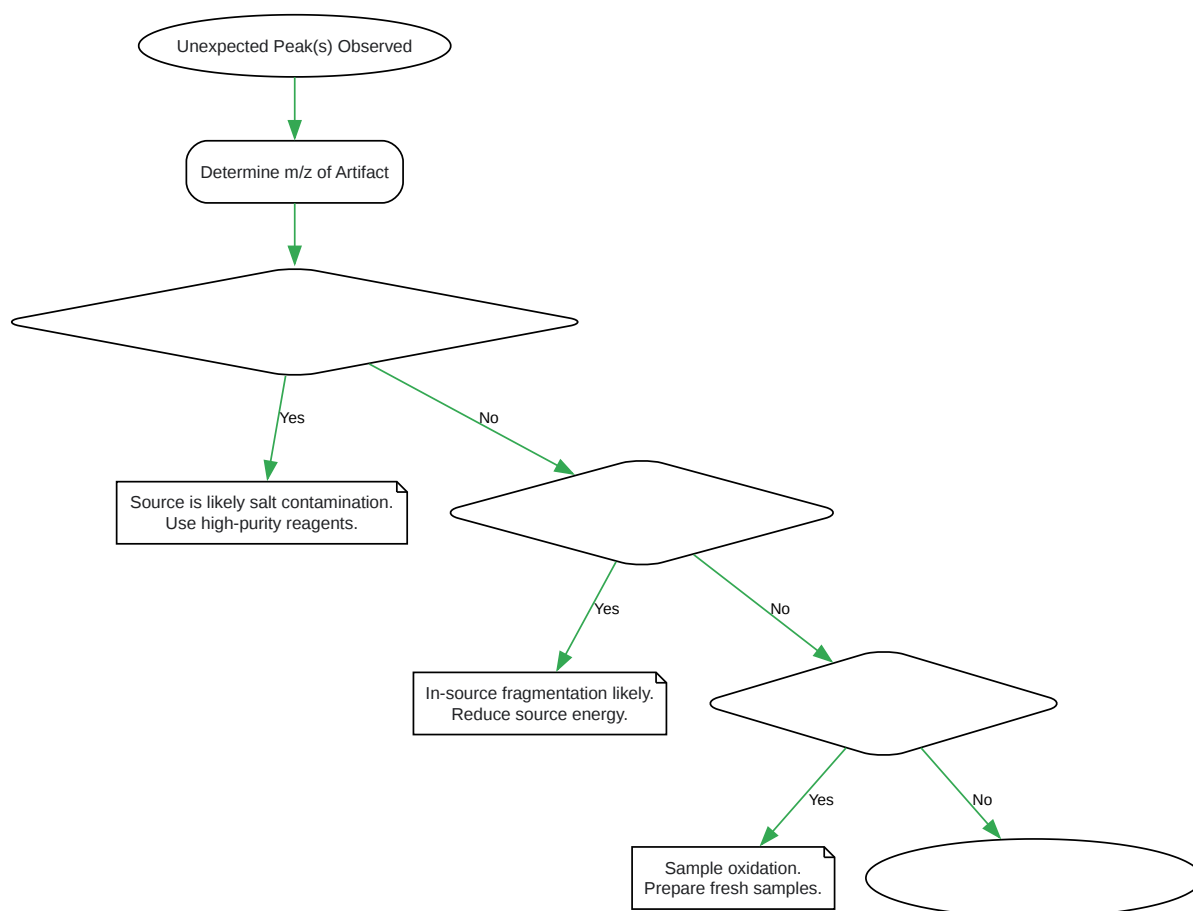 Unexpected Peak(s) Observed
Determine m/z of Artifact
Yes
No
Source is likely salt contamination.
Use high-purity reagents.
Yes
No
In-source fragmentation likely.
Reduce source energy.
Yes
No
Sample oxidation.
Prepare fresh samples.